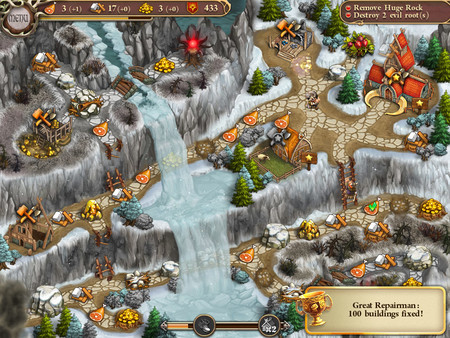 MENU
3 (+1) 17 (+0) 3 (+0) 433
Remove Huge Rock
Destroy 2 evil root(s)
x2
Great Repairman:
100 buildings fixed!